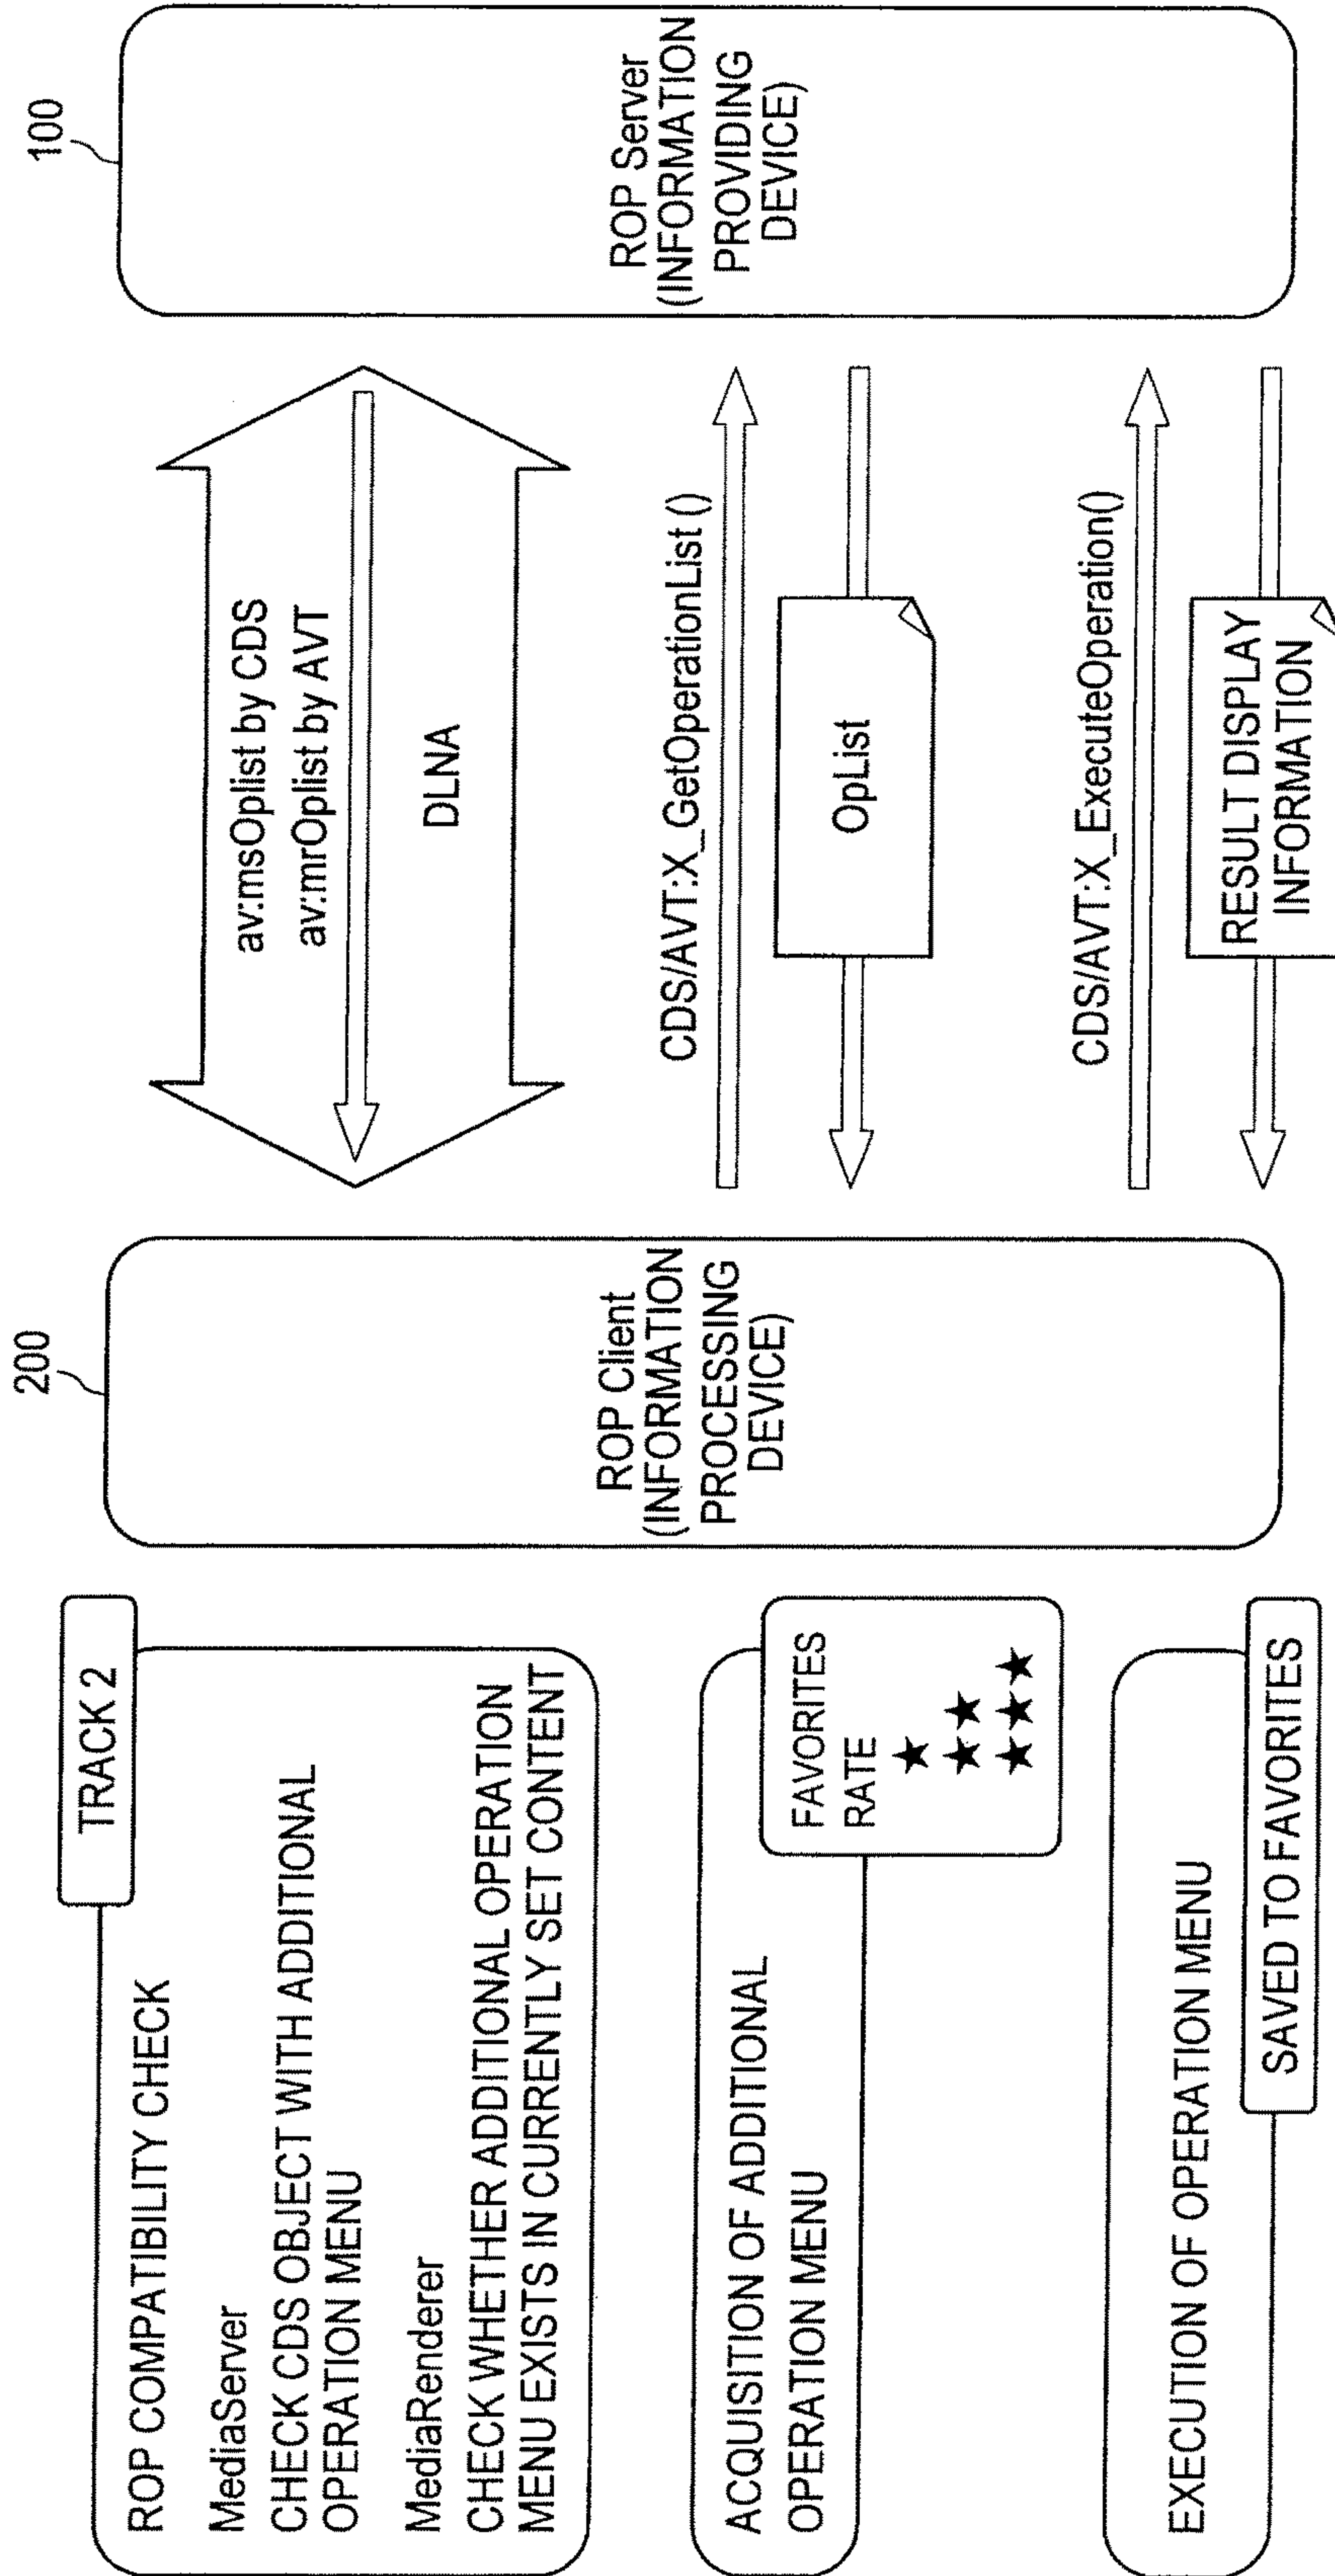 TRACK 2
ROP COMPATIBILITY CHECK
MediaServer
CHECK CDS OBJECT WITH ADDITIONAL
OPERATION MENU
MediaRenderer
CHECK WHETHER ADDITIONAL OPERATION
MENU EXISTS IN CURRENTLY SET CONTENT
ACQUISITION OF ADDITIONAL
OPERATION MENU
FAVORITES
RATE
★
★★
★★★
EXECUTION OF OPERATION MENU
SAVED TO FAVORITES
200
ROP Client
(INFORMATION
PROCESSING
DEVICE)
av:msOplist by CDS
av:mrOplist by AVT
DLNA
CDS/AVT:X_GetOperationList ()
OpList
CDS/AVT:X_ExecuteOperation()
RESULT DISPLAY
INFORMATION
100
ROP Server
(INFORMATION
PROVIDING
DEVICE)